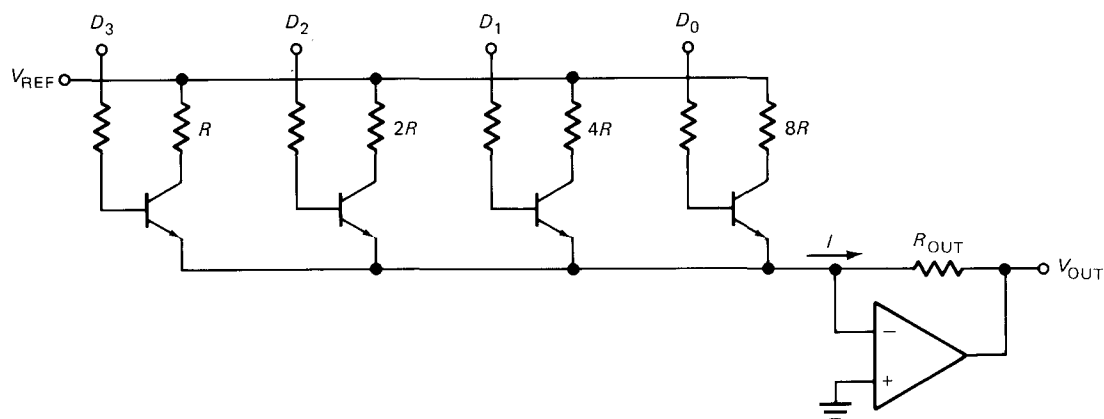 D3 D2 D1 D0
VREF
R 2R 4R 8R
I ROUT
VOUT
−
+